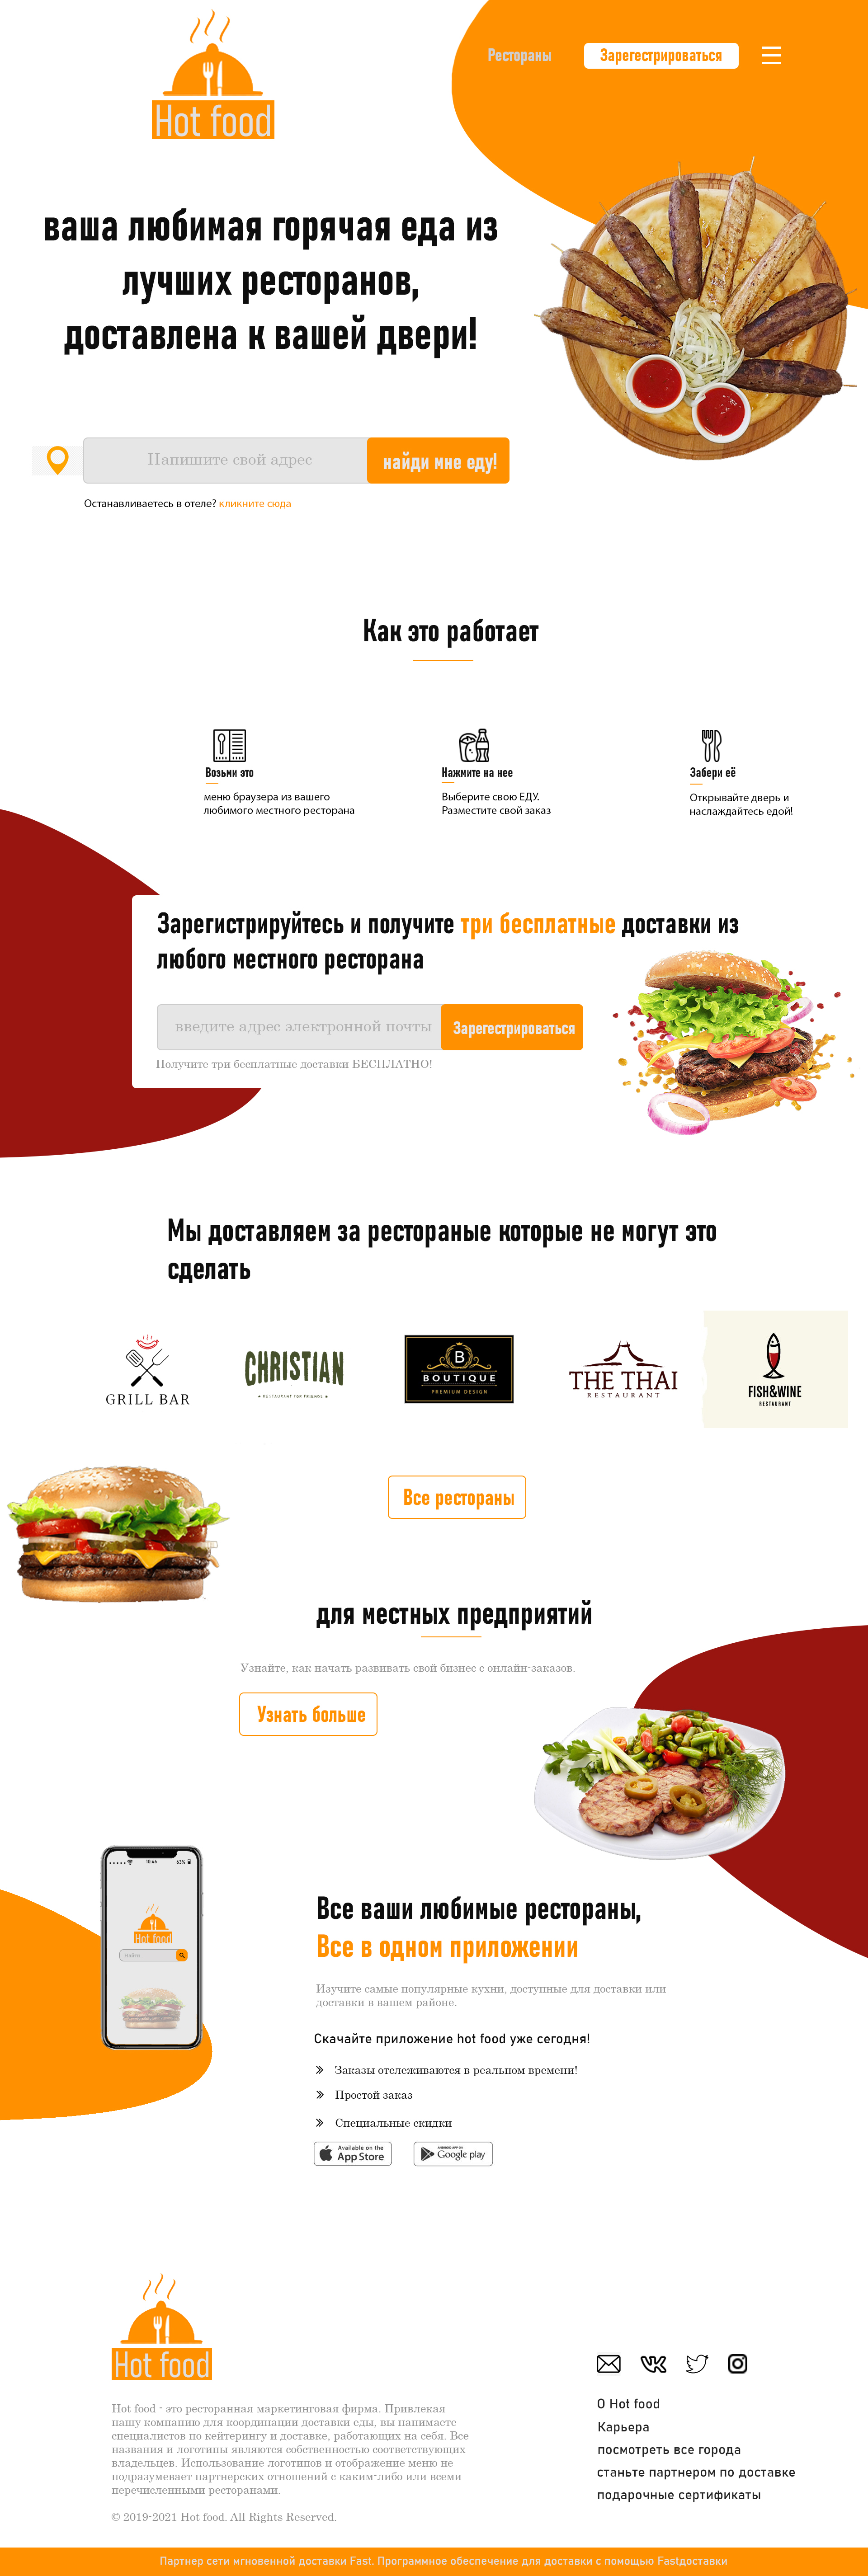 Hot food
Рестораны
Зарегестрироваться
ваша любимая горячая еда из
лучших ресторанов,
доставлена к вашей двери!
Напишите свой адрес
найди мне еду!
Останавливаетесь в отеле? кликните сюда
Как это работает
Возьми это
меню браузера из вашего
любимого местного ресторана
Нажмите на нее
Выберите свою ЕДУ.
Разместите свой заказ
Забери её
Открывайте дверь и
наслаждайтесь едой!
Зарегистрируйтесь и получите три бесплатные доставки из
любого местного ресторана
введите адрес электронной почты
Зарегестрироваться
Получите три бесплатные доставки БЕСПЛАТНО!
Мы доставляем за рестораные которые не могут это
сделать
GRILL BAR
CHRISTIAN
RESTAURANT FOR FRIENDS
B
BOUTIQUE
PREMIUM DESIGN
THE THAI
RESTAURANT
FISH&WINE
RESTAURANT
Все рестораны
для местных предприятий
Узнайте, как начать развивать свой бизнес с онлайн-заказов.
Узнать больше
10:46
63%
Hot food
Найти
Все ваши любимые рестораны,
Все в одном приложении
Изучите самые популярные кухни, доступные для доставки или
доставки в вашем районе.
Скачайте приложение hot food уже сегодня!
Заказы отслеживаются в реальном времени!
Простой заказ
Специальные скидки
Available on the
App Store
ANDROID APP ON
Google play
Hot food
Hot food - это ресторанная маркетинговая фирма. Привлекая
нашу компанию для координации доставки еды, вы нанимаете
специалистов по кейтерингу и доставке, работающих на себя. Все
названия и логотипы являются собственностью соответствующих
владельцев. Использование логотипов и отображение меню не
подразумевает партнерских отношений с каким-либо или всеми
перечисленными ресторанами.
© 2019-2021 Hot food. All Rights Reserved.
О Hot food
Карьера
посмотреть все города
станьте партнером по доставке
подарочные сертификаты
Партнер сети мгновенной доставки Fast. Программное обеспечение для доставки с помощью Fastдоставки